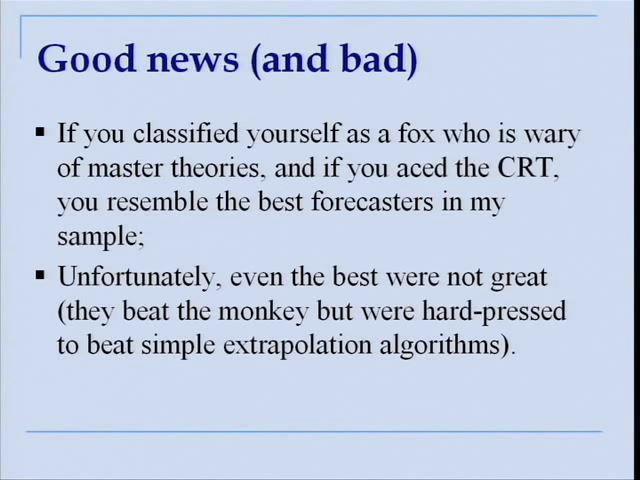 Good news (and bad)
▪ If you classified yourself as a fox who is wary
of master theories, and if you aced the CRT,
you resemble the best forecasters in my
sample;
▪ Unfortunately, even the best were not great
(they beat the monkey but were hard-pressed
to beat simple extrapolation algorithms).